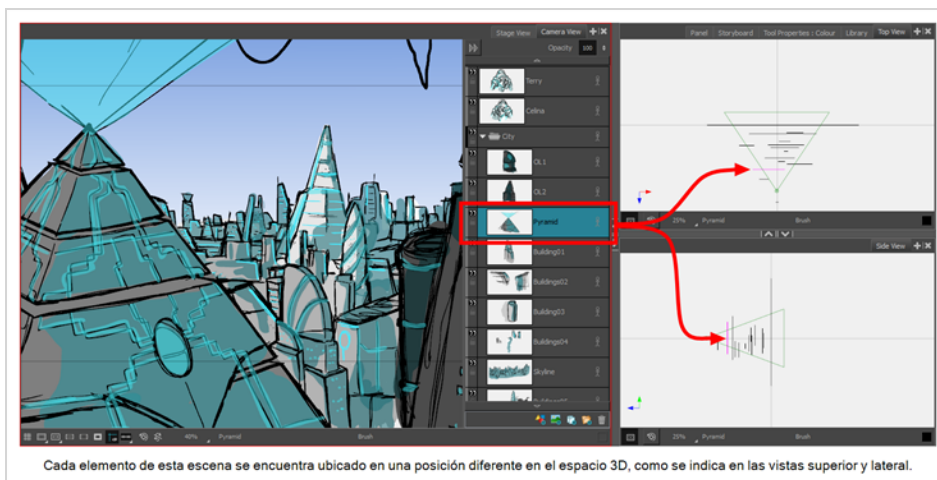 Stage View Camera View
Opacity 100
Terry
Celina
City
OL1
OL2
Pyramid
Building01
Buildings02
Building03
Buildings04
Skyline
40% Pyramid Brush
Panel Storyboard Tool Properties : Colour Library Top View
20% Pyramid Brush
Side View
25% Pyramid Brush
Cada elemento de esta escena se encuentra ubicado en una posición diferente en el espacio 3D, como se indica en las vistas superior y lateral.